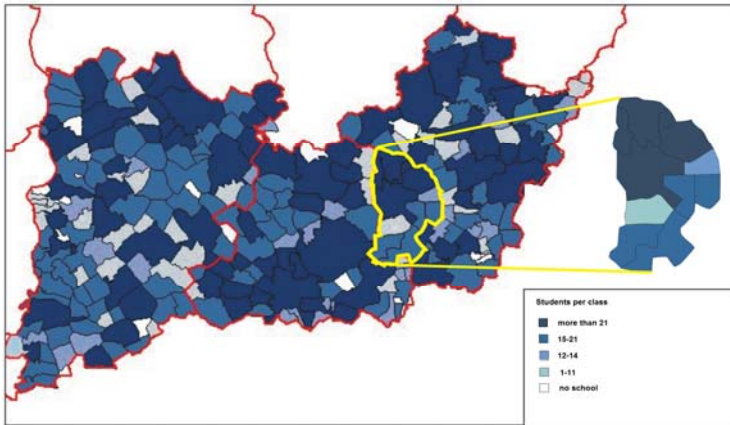 Students per class
more than 21
15-21
12-14
1-11
no school